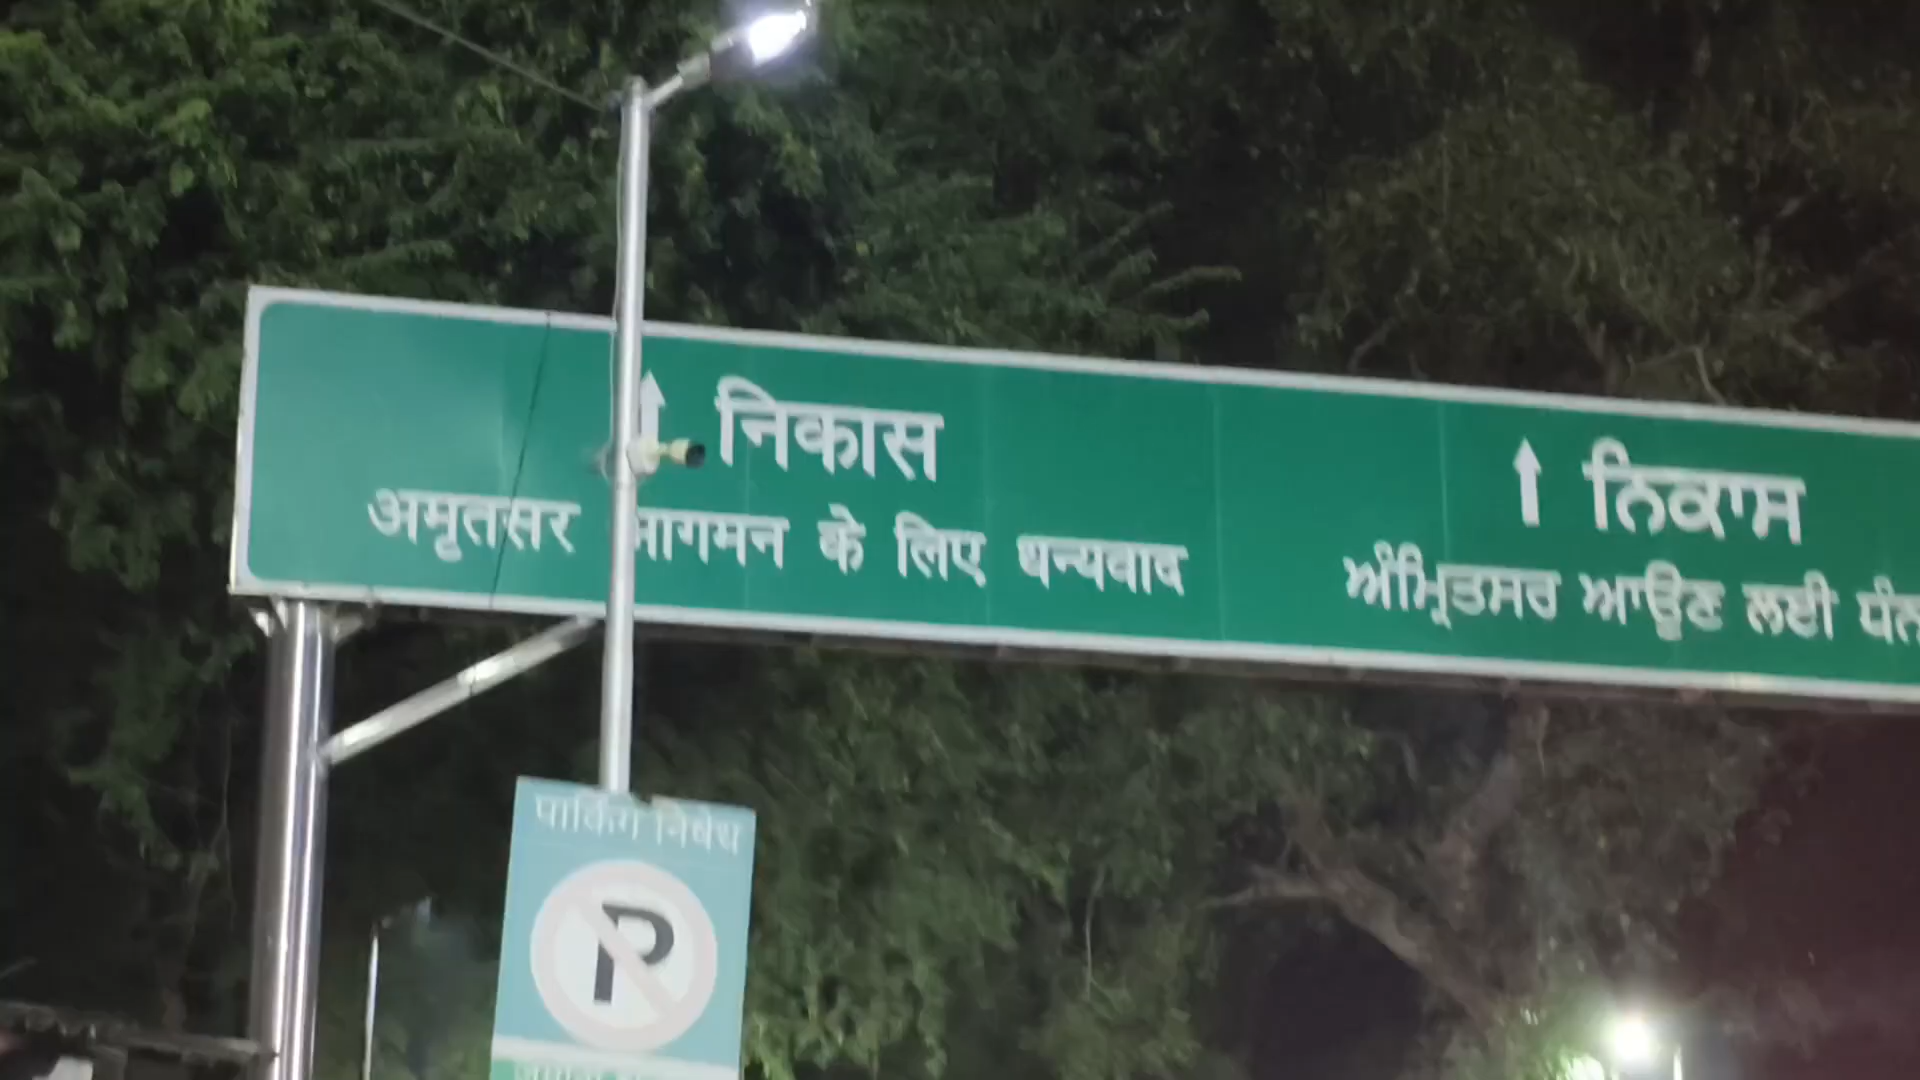 निकास
अमृतसर आगमन के लिए धन्यवाद
ਨਿਕਾਸ
ਅੰਮ੍ਰਿਤਸਰ ਆਉਣ ਲਈ
पार्किंग निषेध
P